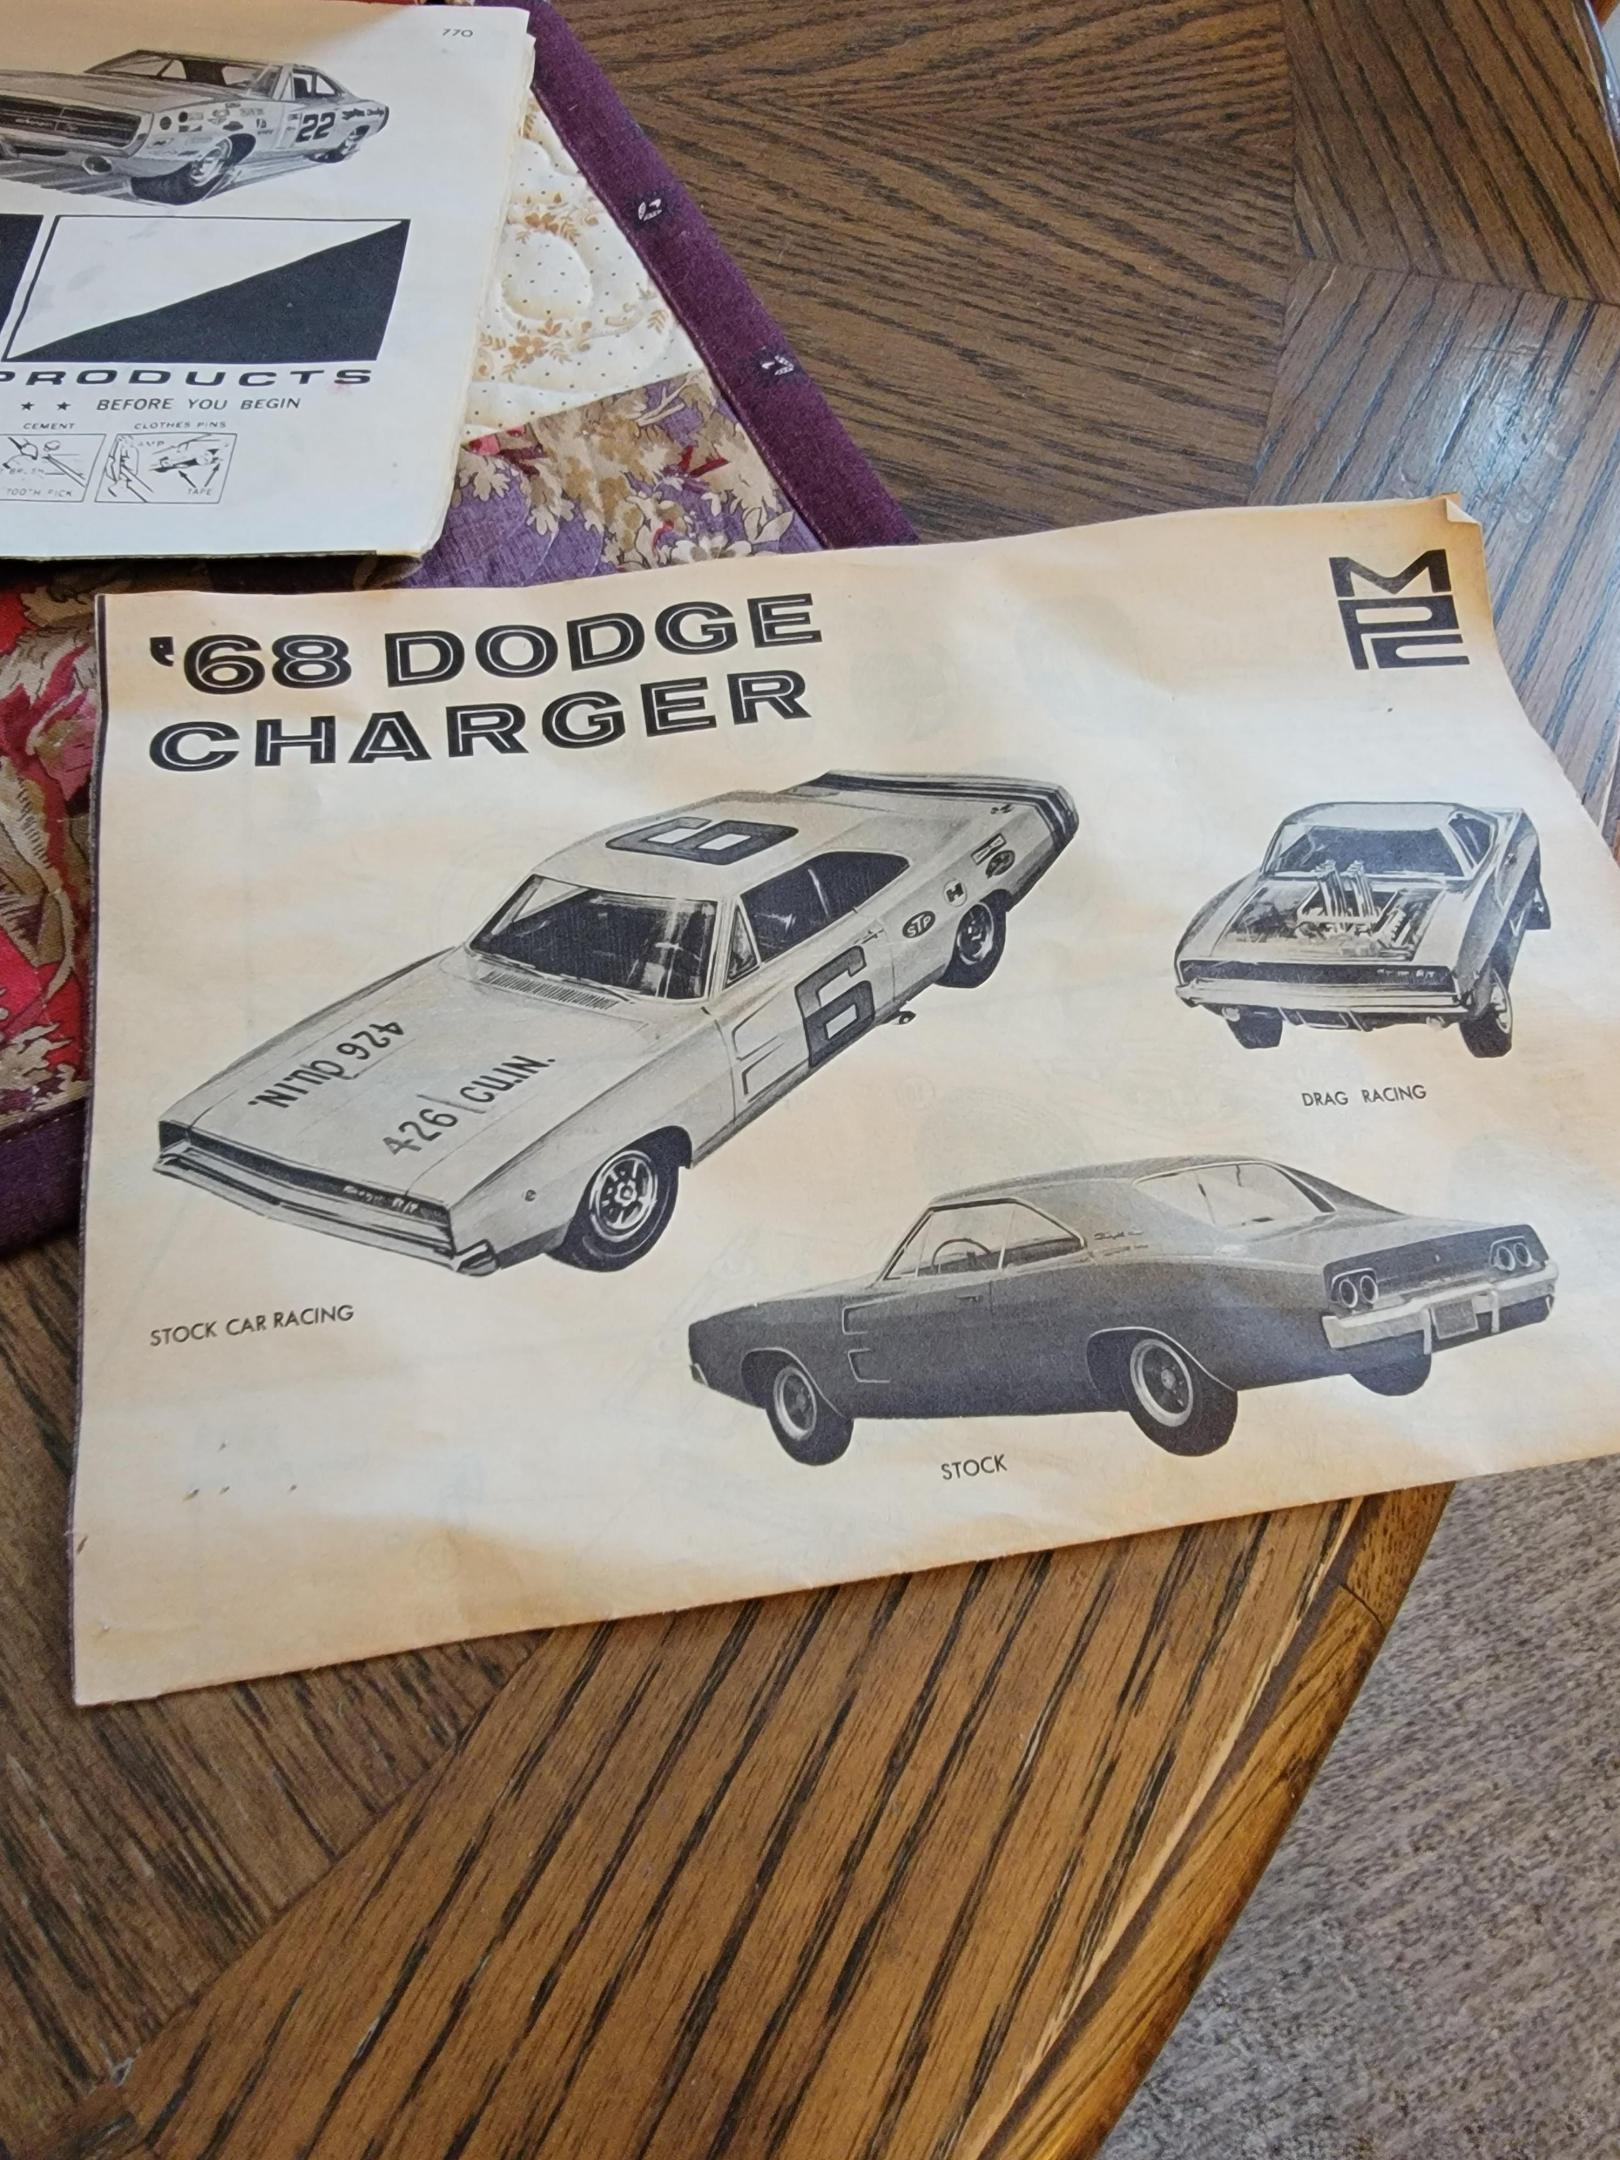 770
22
PRODUCTS
★ ★ BEFORE YOU BEGIN
CEMENT
CLOTHES PINS
TOOTH PICK
TAPE
'68 DODGE
CHARGER
MPC
6
426 CU.IN.
426 CU.IN.
6
STP
H
DRAG RACING
STOCK CAR RACING
STOCK